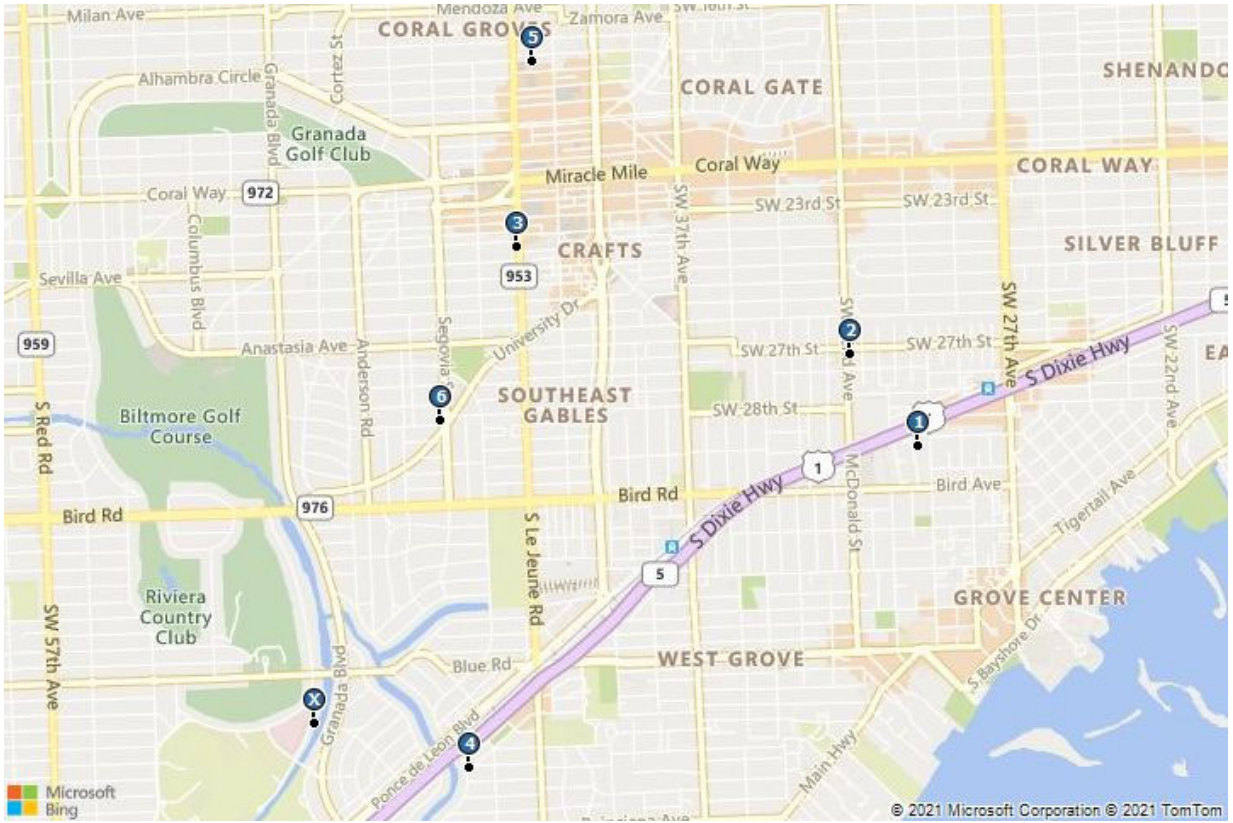 Milan Ave
Mendoza Ave
SW 16th St
Zamora Ave
CORAL GROVES
5
Cortez St
Granada Blvd
Alhambra Circle
CORAL GATE
SHENANDO
Granada
Golf Club
Miracle Mile
Coral Way
CORAL WAY
Coral Way
972
SW 37th Ave
SW 23rd St
SW 23rd St
Columbus Blvd
3
CRAFTS
SILVER BLUFF
953
Sevilla Ave
University Dr
SW 27th Ave
5
959
Anastasia Ave
Anderson Rd
Segovia S
2
SW 27th St
SW 27th St
S Dixie Hwy
SW 22nd Ave
EA
S Red Rd
Biltmore Golf
Course
6
SOUTHEAST
GABLES
SW 28th St
1
1
McDonald St
Bird Rd
976
Bird Rd
S Dixie Hwy
Bird Ave
Tigertail Ave
S Le Jeune Rd
5
Riviera
Country
Club
GROVE CENTER
SW 57th Ave
Granada Blvd
Blue Rd
WEST GROVE
S Bayshore Dr
X
4
Ponce de Leon Blvd
Main Hwy
Microsoft
Bing
© 2021 Microsoft Corporation © 2021 TomTom